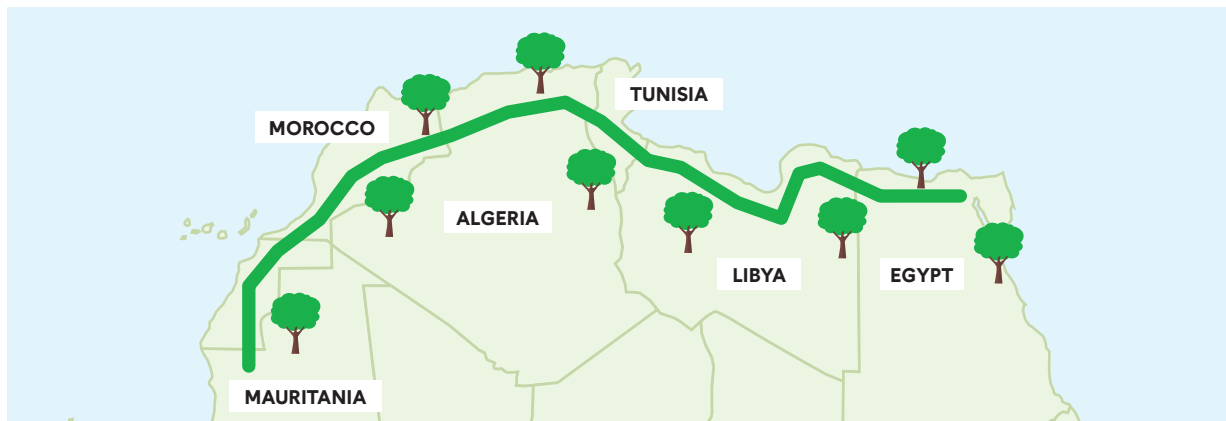 TUNISIA
MOROCCO
ALGERIA
LIBYA
EGYPT
MAURITANIA